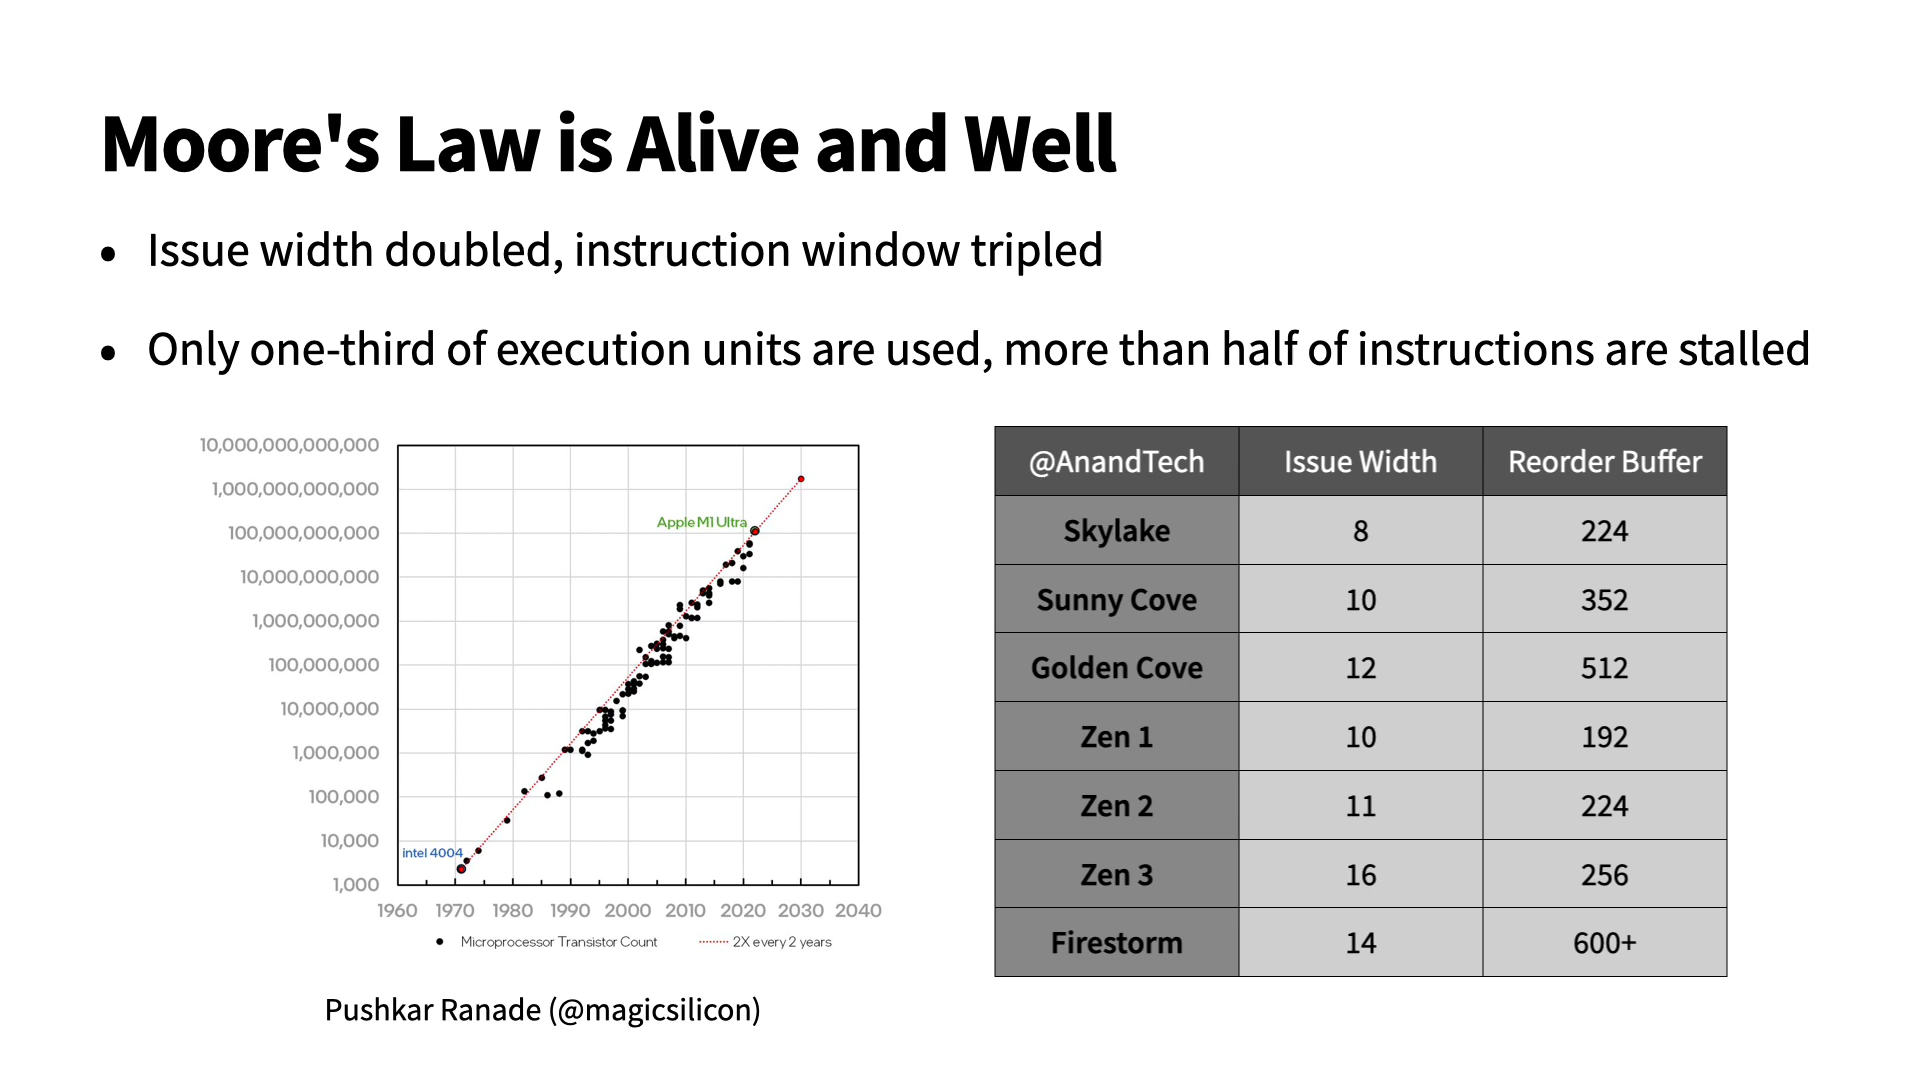 Moore's Law is Alive and Well
• Issue width doubled, instruction window tripled
• Only one-third of execution units are used, more than half of instructions are stalled
10,000,000,000,000
1,000,000,000,000
100,000,000,000
10,000,000,000
1,000,000,000
100,000,000
10,000,000
1,000,000
100,000
10,000
1,000
Apple M1 Ultra
intel 4004
1960 1970 1980 1990 2000 2010 2020 2030 2040
Microprocessor Transistor Count 2X every 2 years
Pushkar Ranade (@magicsilicon)
@AnandTech Issue Width Reorder Buffer
Skylake 8 224
Sunny Cove 10 352
Golden Cove 12 512
Zen 1 10 192
Zen 2 11 224
Zen 3 16 256
Firestorm 14 600+